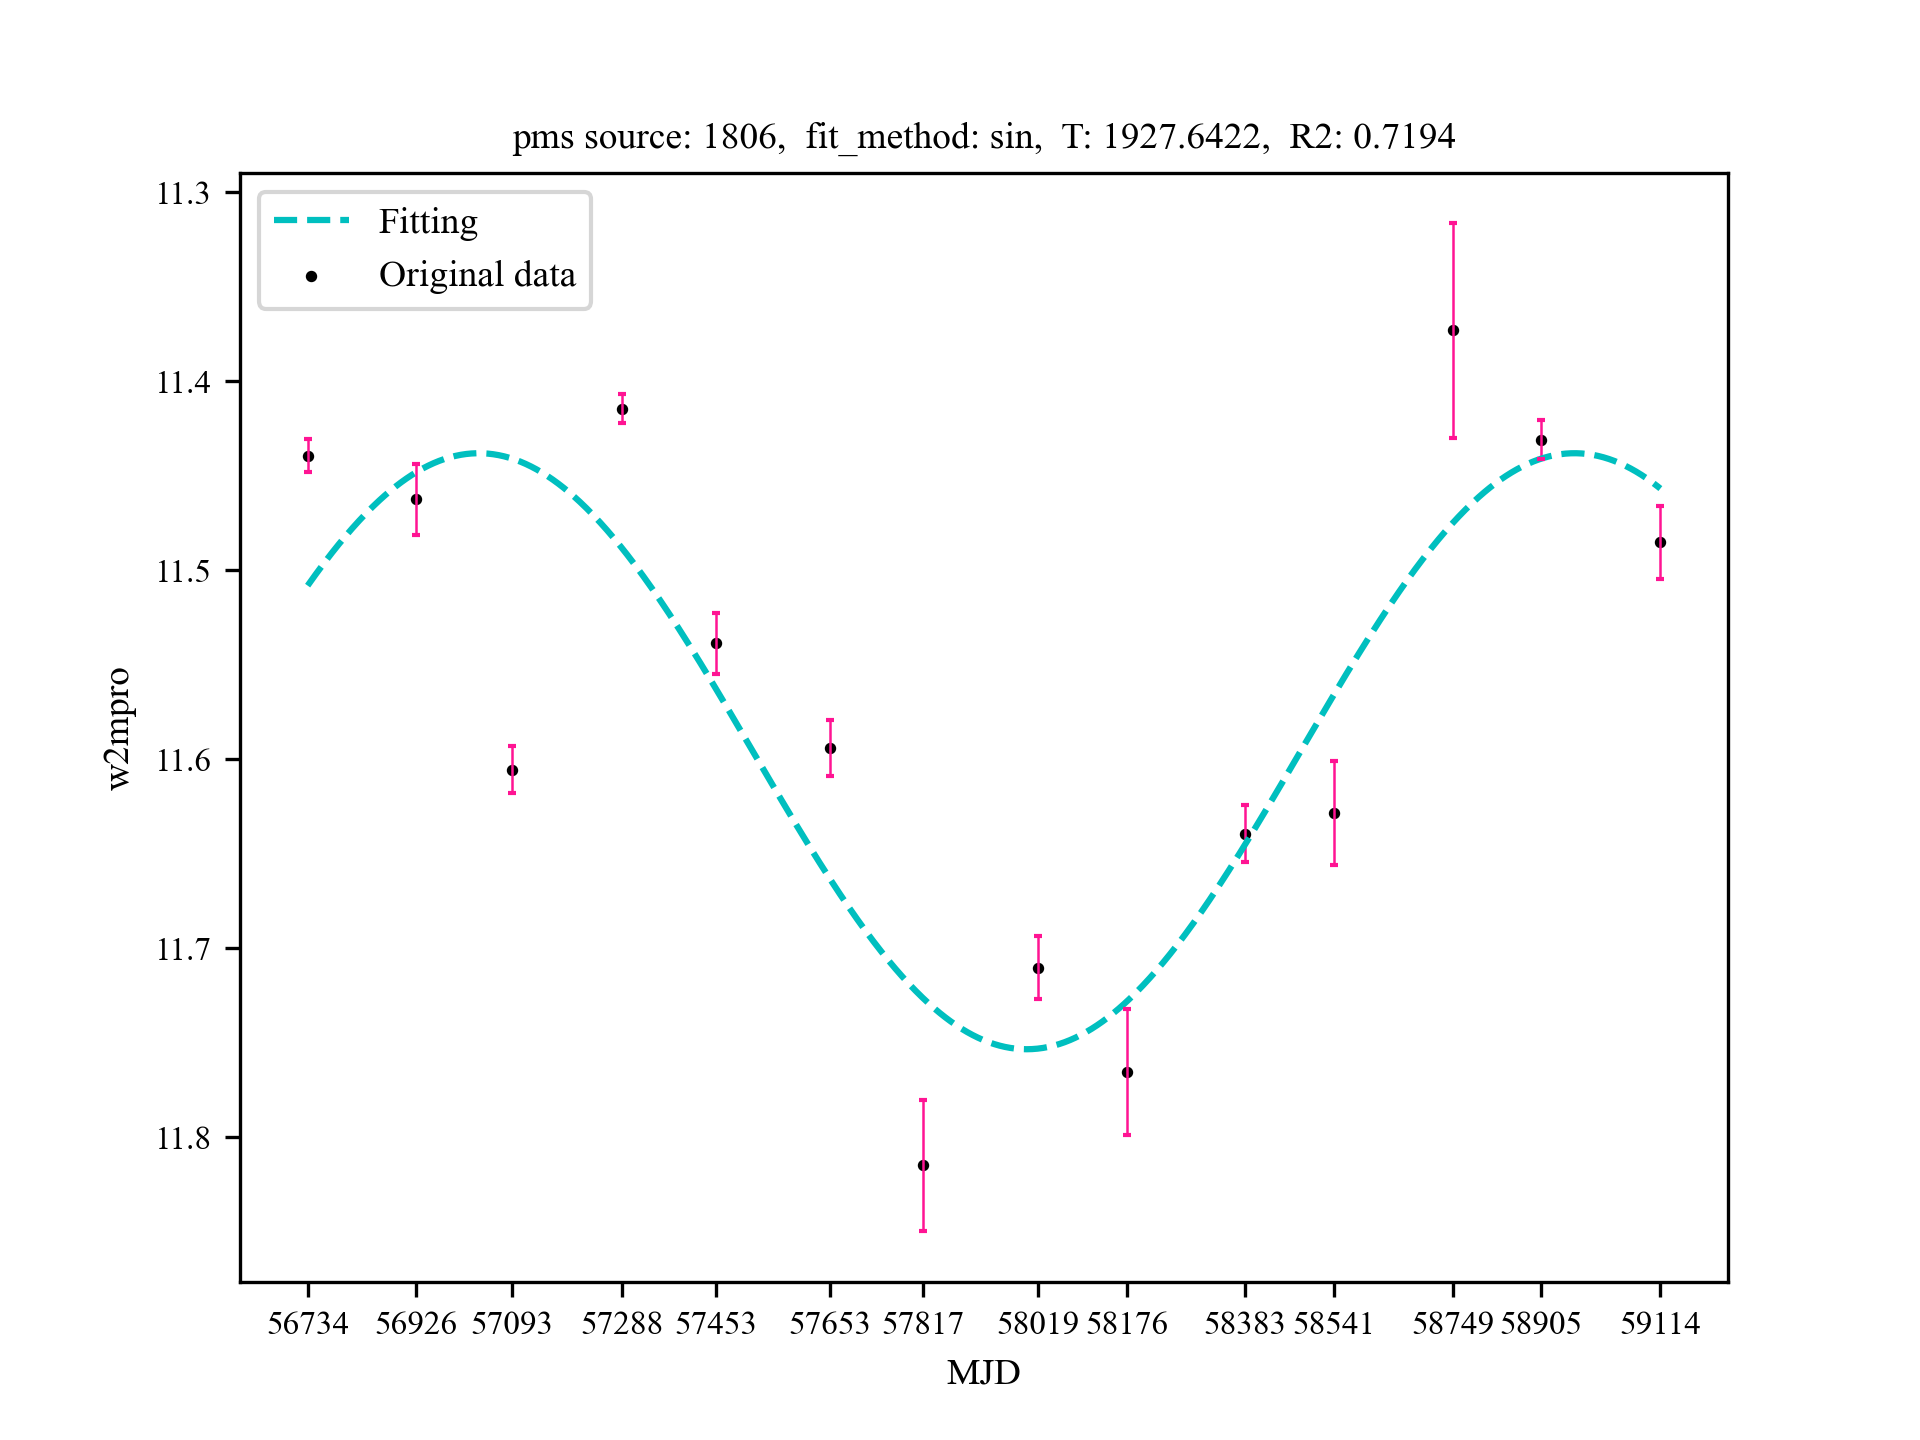 pms source: 1806,  fit_method: sin,  T: 1927.6422,  R2: 0.7194
Fitting
Original data
11.3
11.4
11.5
11.6
11.7
11.8
w2mpro
56734 56926 57093 57288 57453 57653 57817 58019 58176 58383 58541 58749 58905 59114
MJD